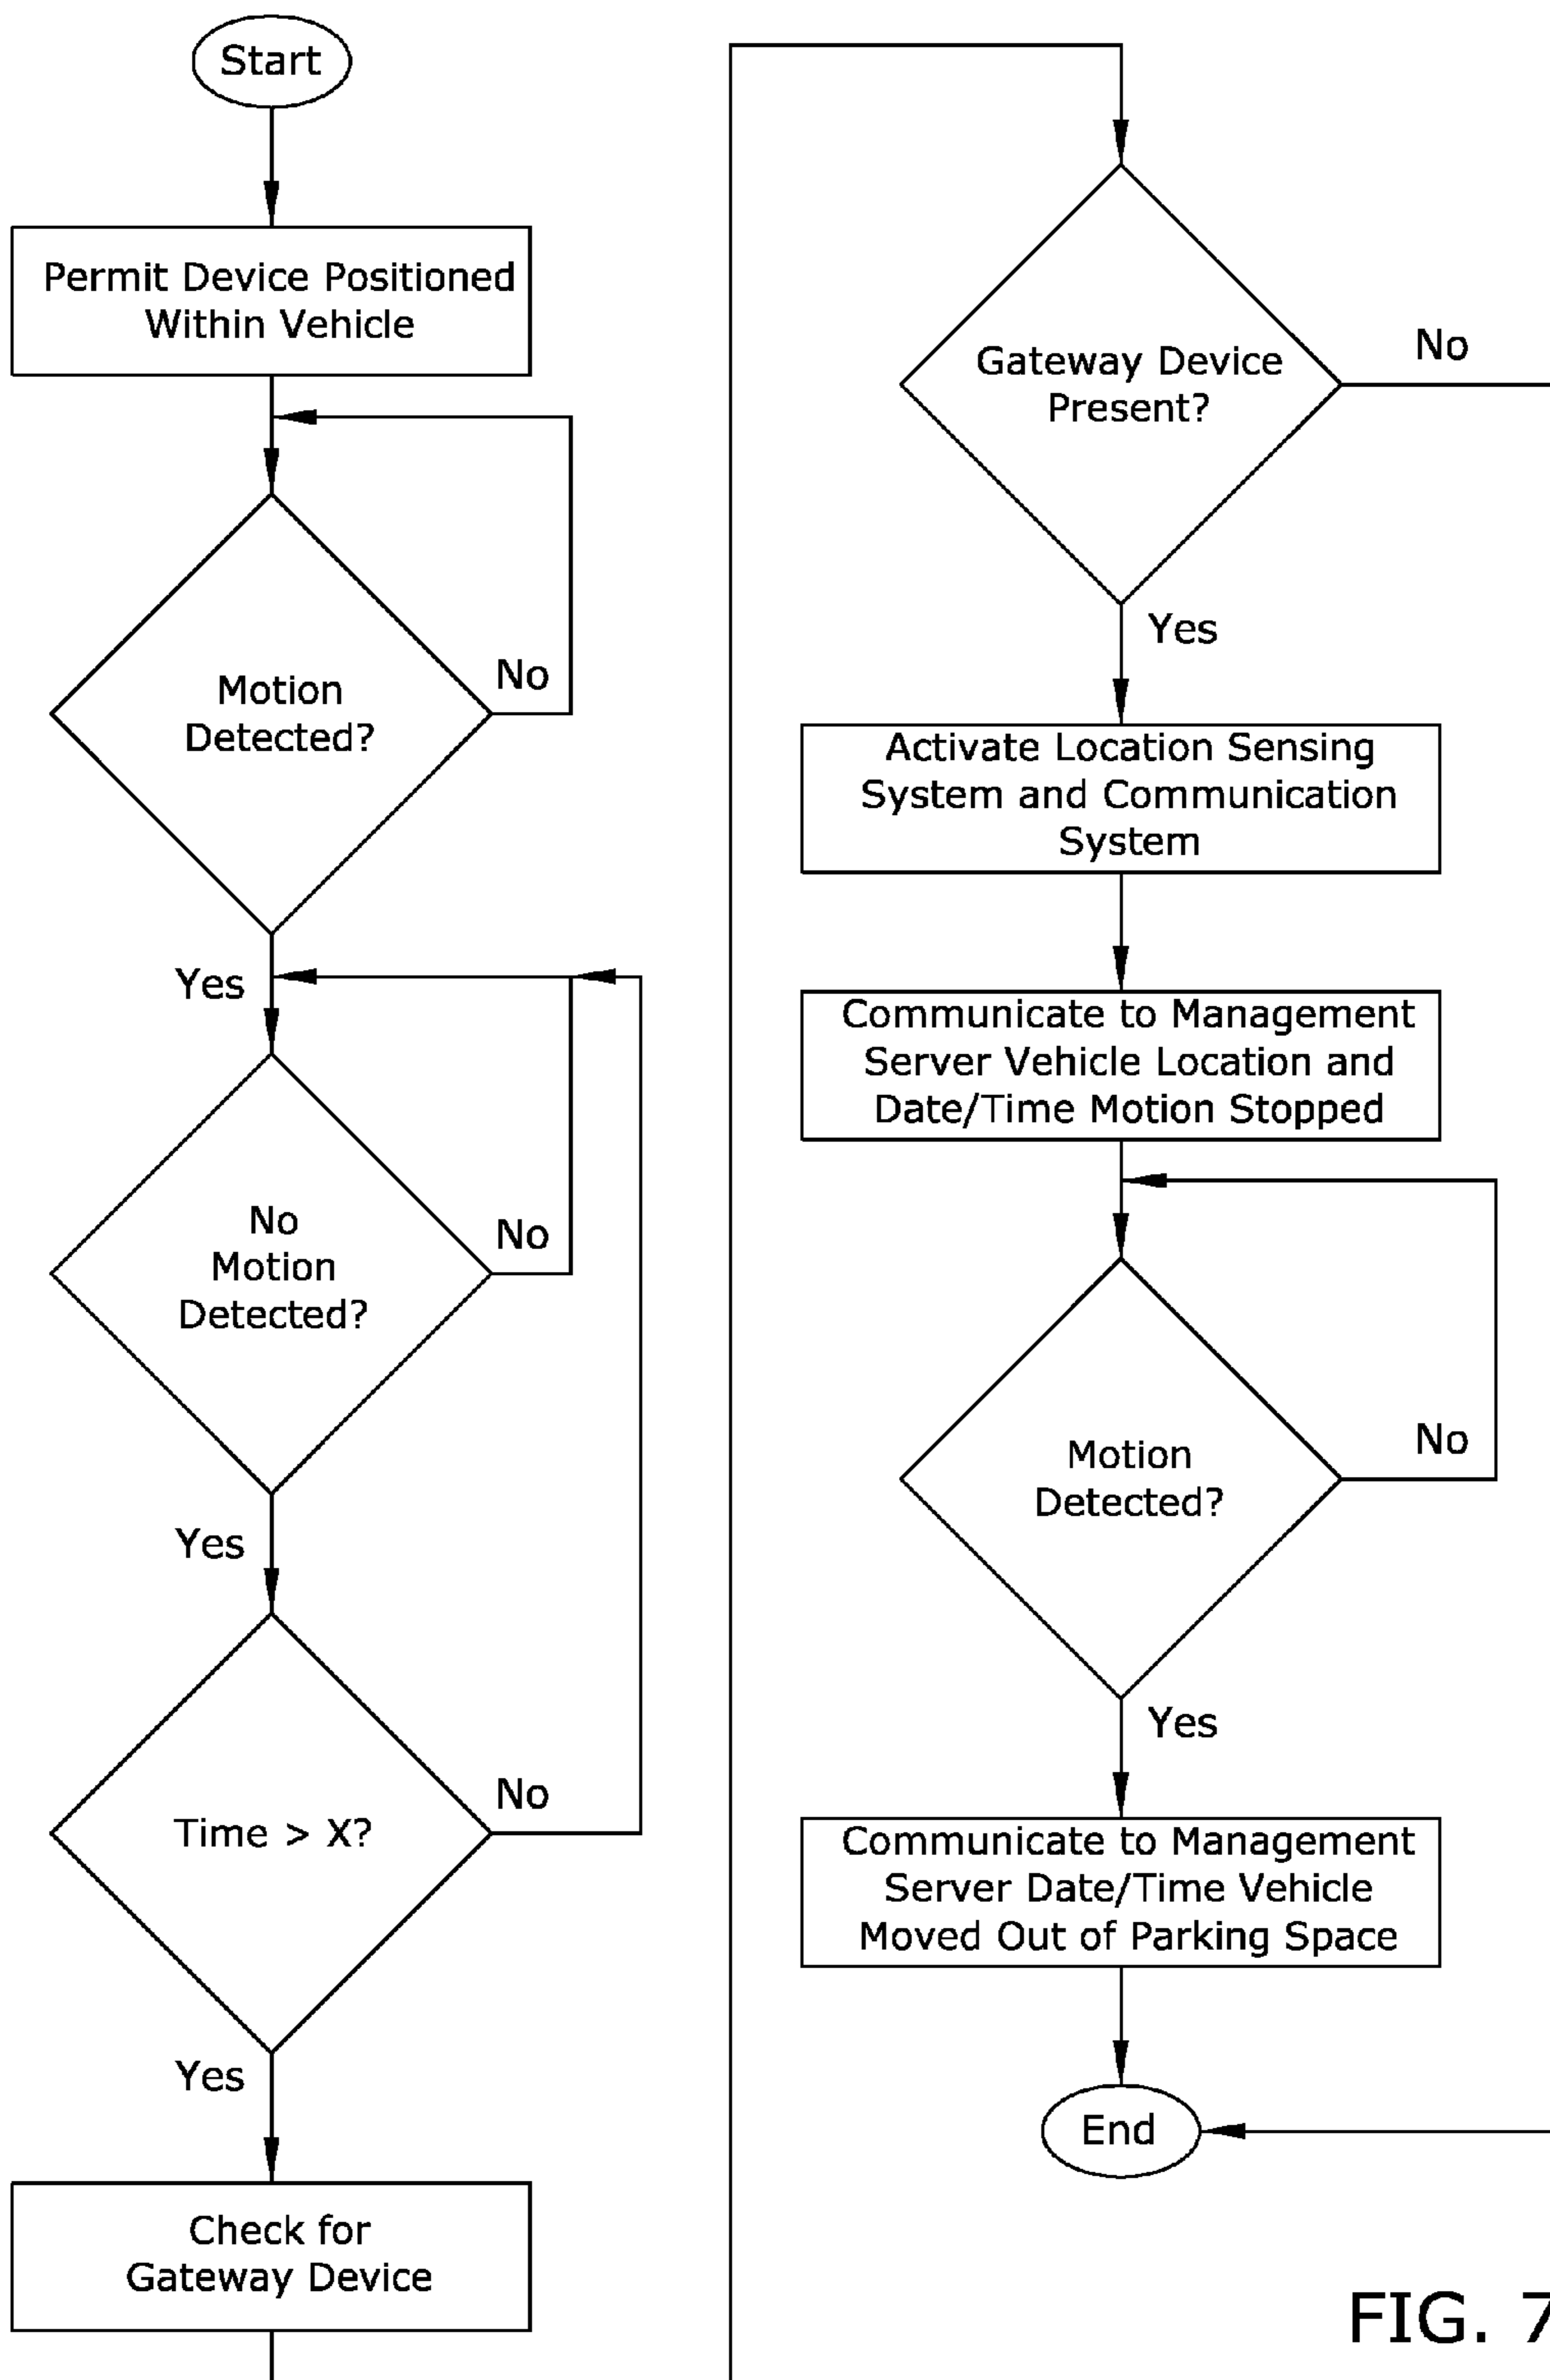 Start
Permit Device Positioned
Within Vehicle
Motion
Detected?
No
Yes
No
Motion
Detected?
No
Yes
Time > X?
No
Yes
Check for
Gateway Device
Gateway Device
Present?
No
Yes
Activate Location Sensing
System and Communication
System
Communicate to Management
Server Vehicle Location and
Date/Time Motion Stopped
Motion
Detected?
No
Yes
Communicate to Management
Server Date/Time Vehicle
Moved Out of Parking Space
End
FIG. 7